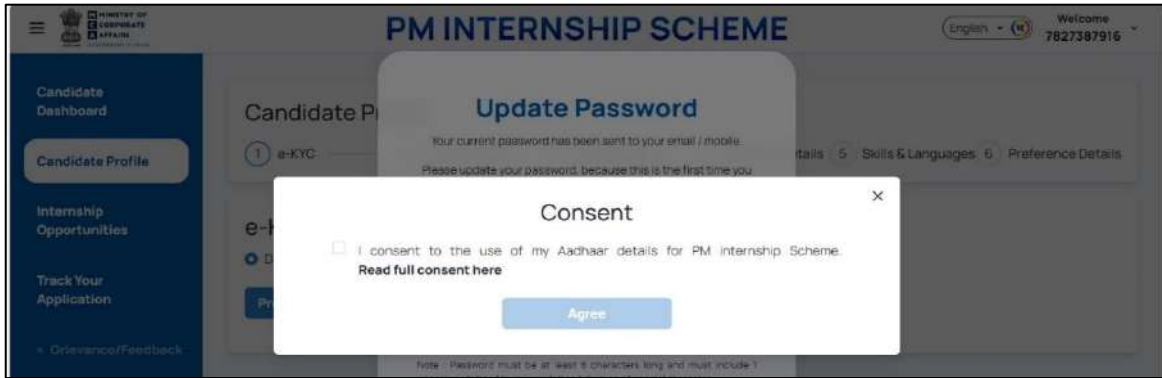 MINISTRY OF
CORPORATE
AFFAIRS
GOVERNMENT OF INDIA
PM INTERNSHIP SCHEME
English
Welcome
7827387916
Candidate
Dashboard
Candidate Profile
Internship
Opportunities
Track Your
Application
Grievance/Feedback
Candidate P
1 e-KYC
tails 5 Skills & Languages 6 Preference Details
Update Password
Your current password has been sent to your email / mobile.
Please update your password, because this is the first time you
e-K
D
Pr
Consent
I consent to the use of my Aadhaar details for PM internship Scheme.
Read full consent here
Agree
Note : Password must be at least 8 characters long and must include 1